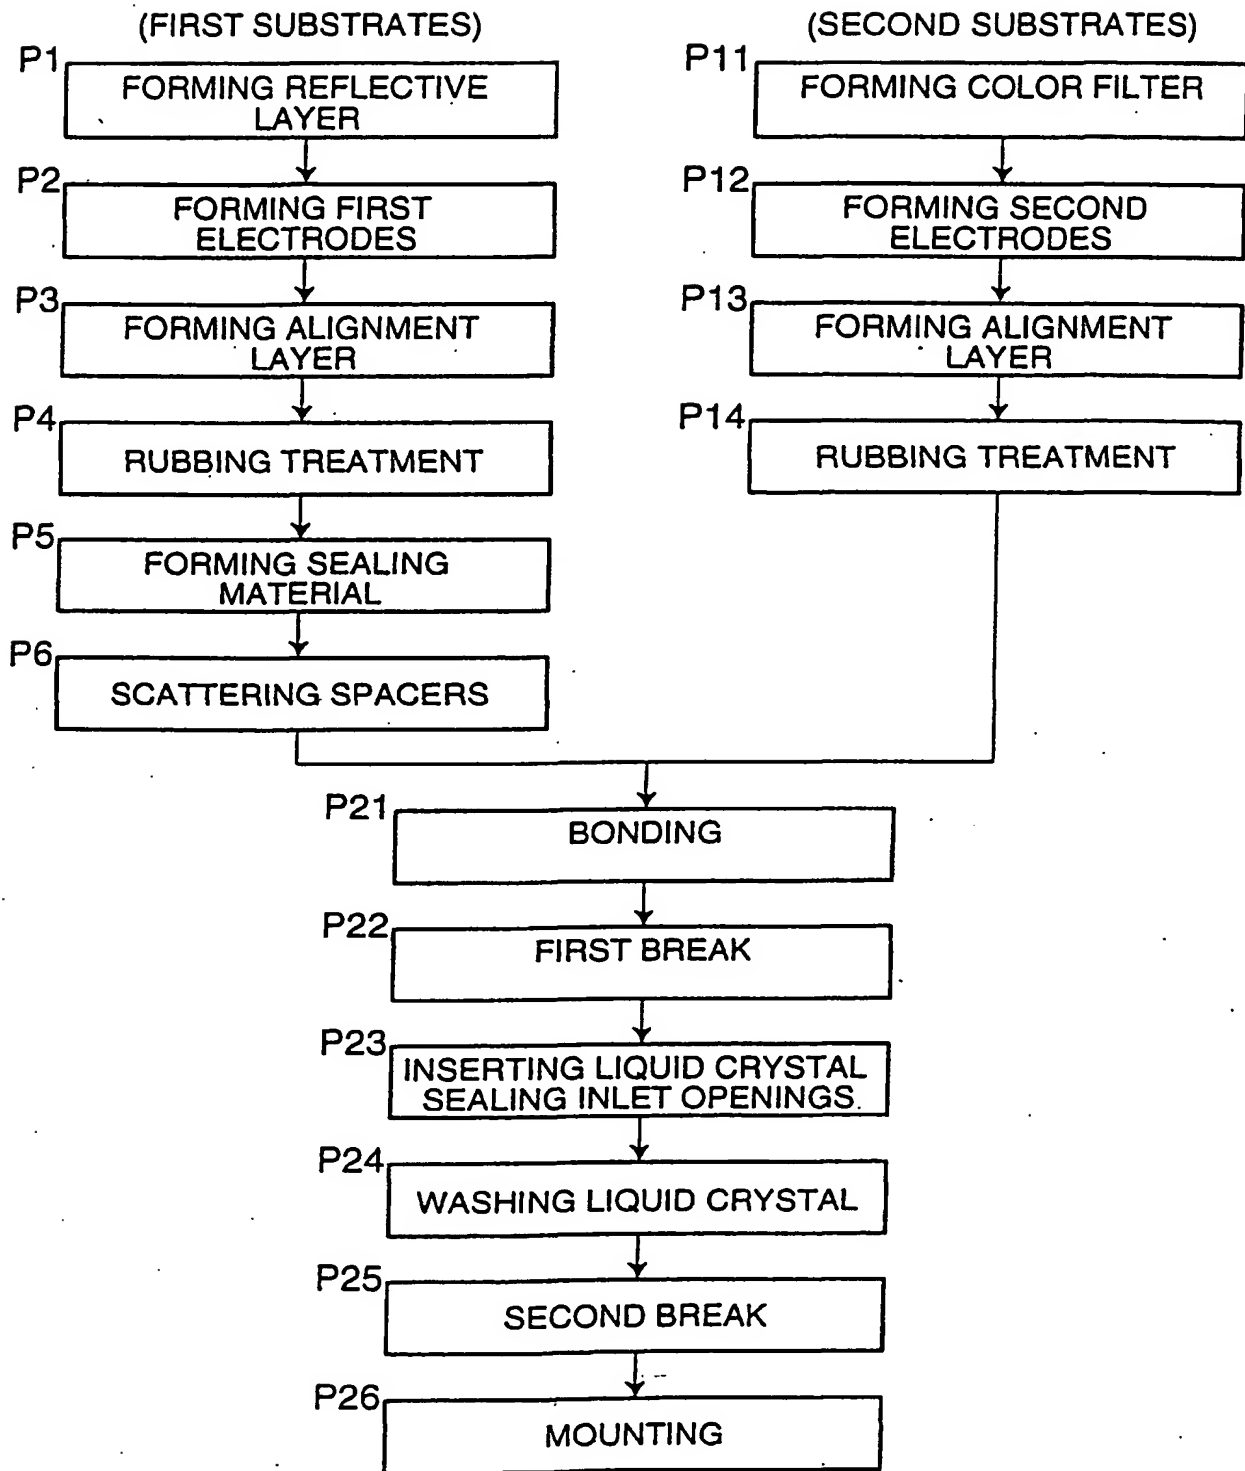 (FIRST SUBSTRATES)
P1
FORMING REFLECTIVE
LAYER
P2
FORMING FIRST
ELECTRODES
P3
FORMING ALIGNMENT
LAYER
P4
RUBBING TREATMENT
P5
FORMING SEALING
MATERIAL
P6
SCATTERING SPACERS
(SECOND SUBSTRATES)
P11
FORMING COLOR FILTER
P12
FORMING SECOND
ELECTRODES
P13
FORMING ALIGNMENT
LAYER
P14
RUBBING TREATMENT
P21
BONDING
P22
FIRST BREAK
P23
INSERTING LIQUID CRYSTAL
SEALING INLET OPENINGS.
P24
WASHING LIQUID CRYSTAL
P25
SECOND BREAK
P26
MOUNTING